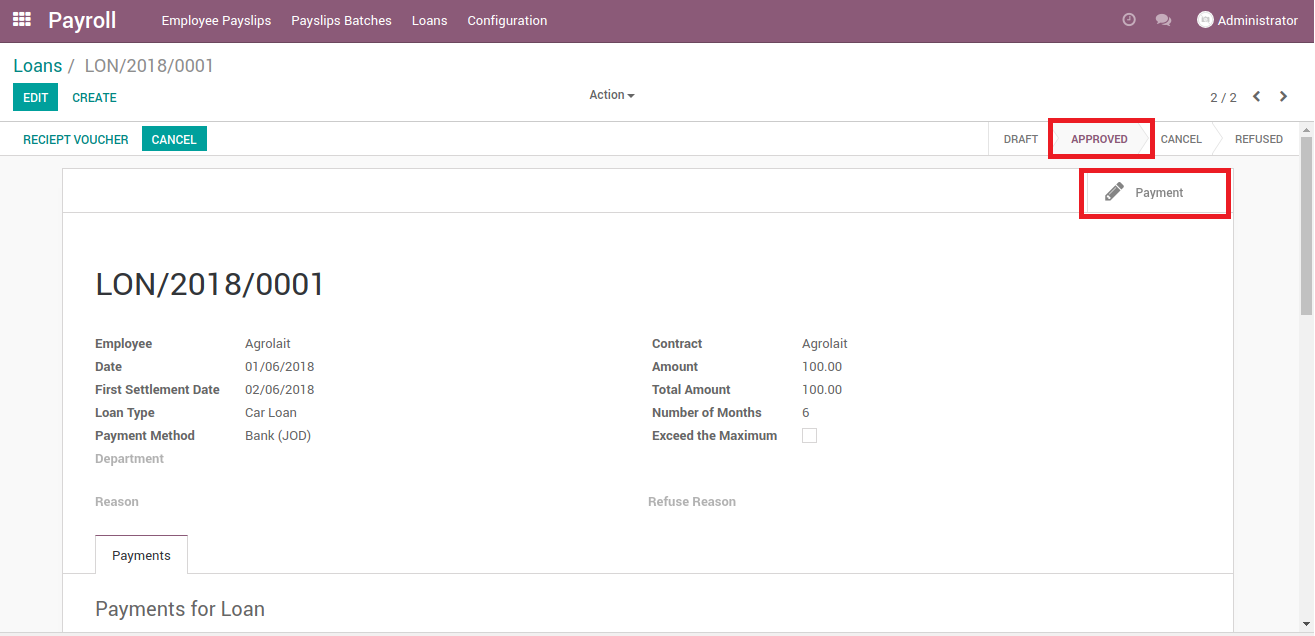 Payroll Employee Payslips Payslips Batches Loans Configuration Administrator
Loans / LON/2018/0001
EDIT CREATE Action 2 / 2
RECIEPT VOUCHER CANCEL DRAFT APPROVED CANCEL REFUSED
Payment
LON/2018/0001
Employee Agrolait Contract Agrolait
Date 01/06/2018 Amount 100.00
First Settlement Date 02/06/2018 Total Amount 100.00
Loan Type Car Loan Number of Months 6
Payment Method Bank (JOD) Exceed the Maximum
Department
Reason Refuse Reason
Payments
Payments for Loan